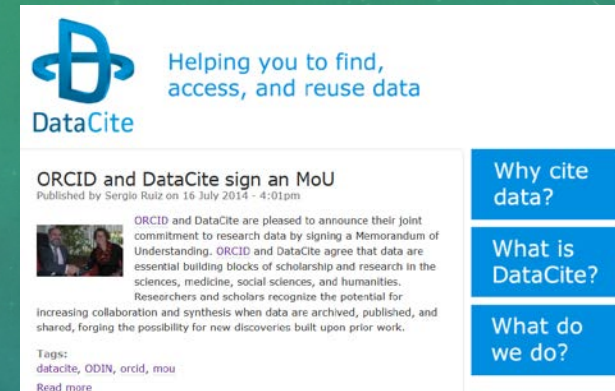 Helping you to find,
access, and reuse data
DataCite
ORCID and DataCite sign an MoU
Published by Sergio Ruiz on 16 July 2014 - 4:01pm
ORCID and DataCite are pleased to announce their joint
commitment to research data by signing a Memorandum of
Understanding. ORCID and DataCite agree that data are
essential building blocks of scholarship and research in the
sciences, medicine, social sciences, and humanities.
Researchers and scholars recognize the potential for
increasing collaboration and synthesis when data are archived, published, and
shared, forging the possibility for new discoveries built upon prior work.
Tags:
datacite, ODIN, orcid, mou
Read more
Why cite
data?
What is
DataCite?
What do
we do?